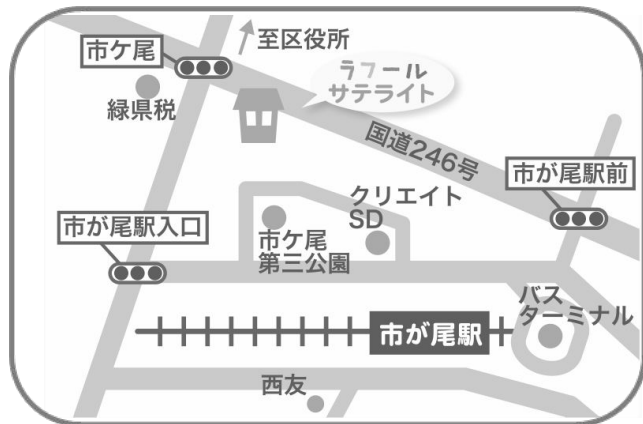 至区役所
市ケ尾
ラフール
サテライト
緑県税
国道246号
市が尾駅前
クリエイト
SD
市が尾駅入口
市ケ尾
第三公園
バス
ターミナル
市が尾駅
西友